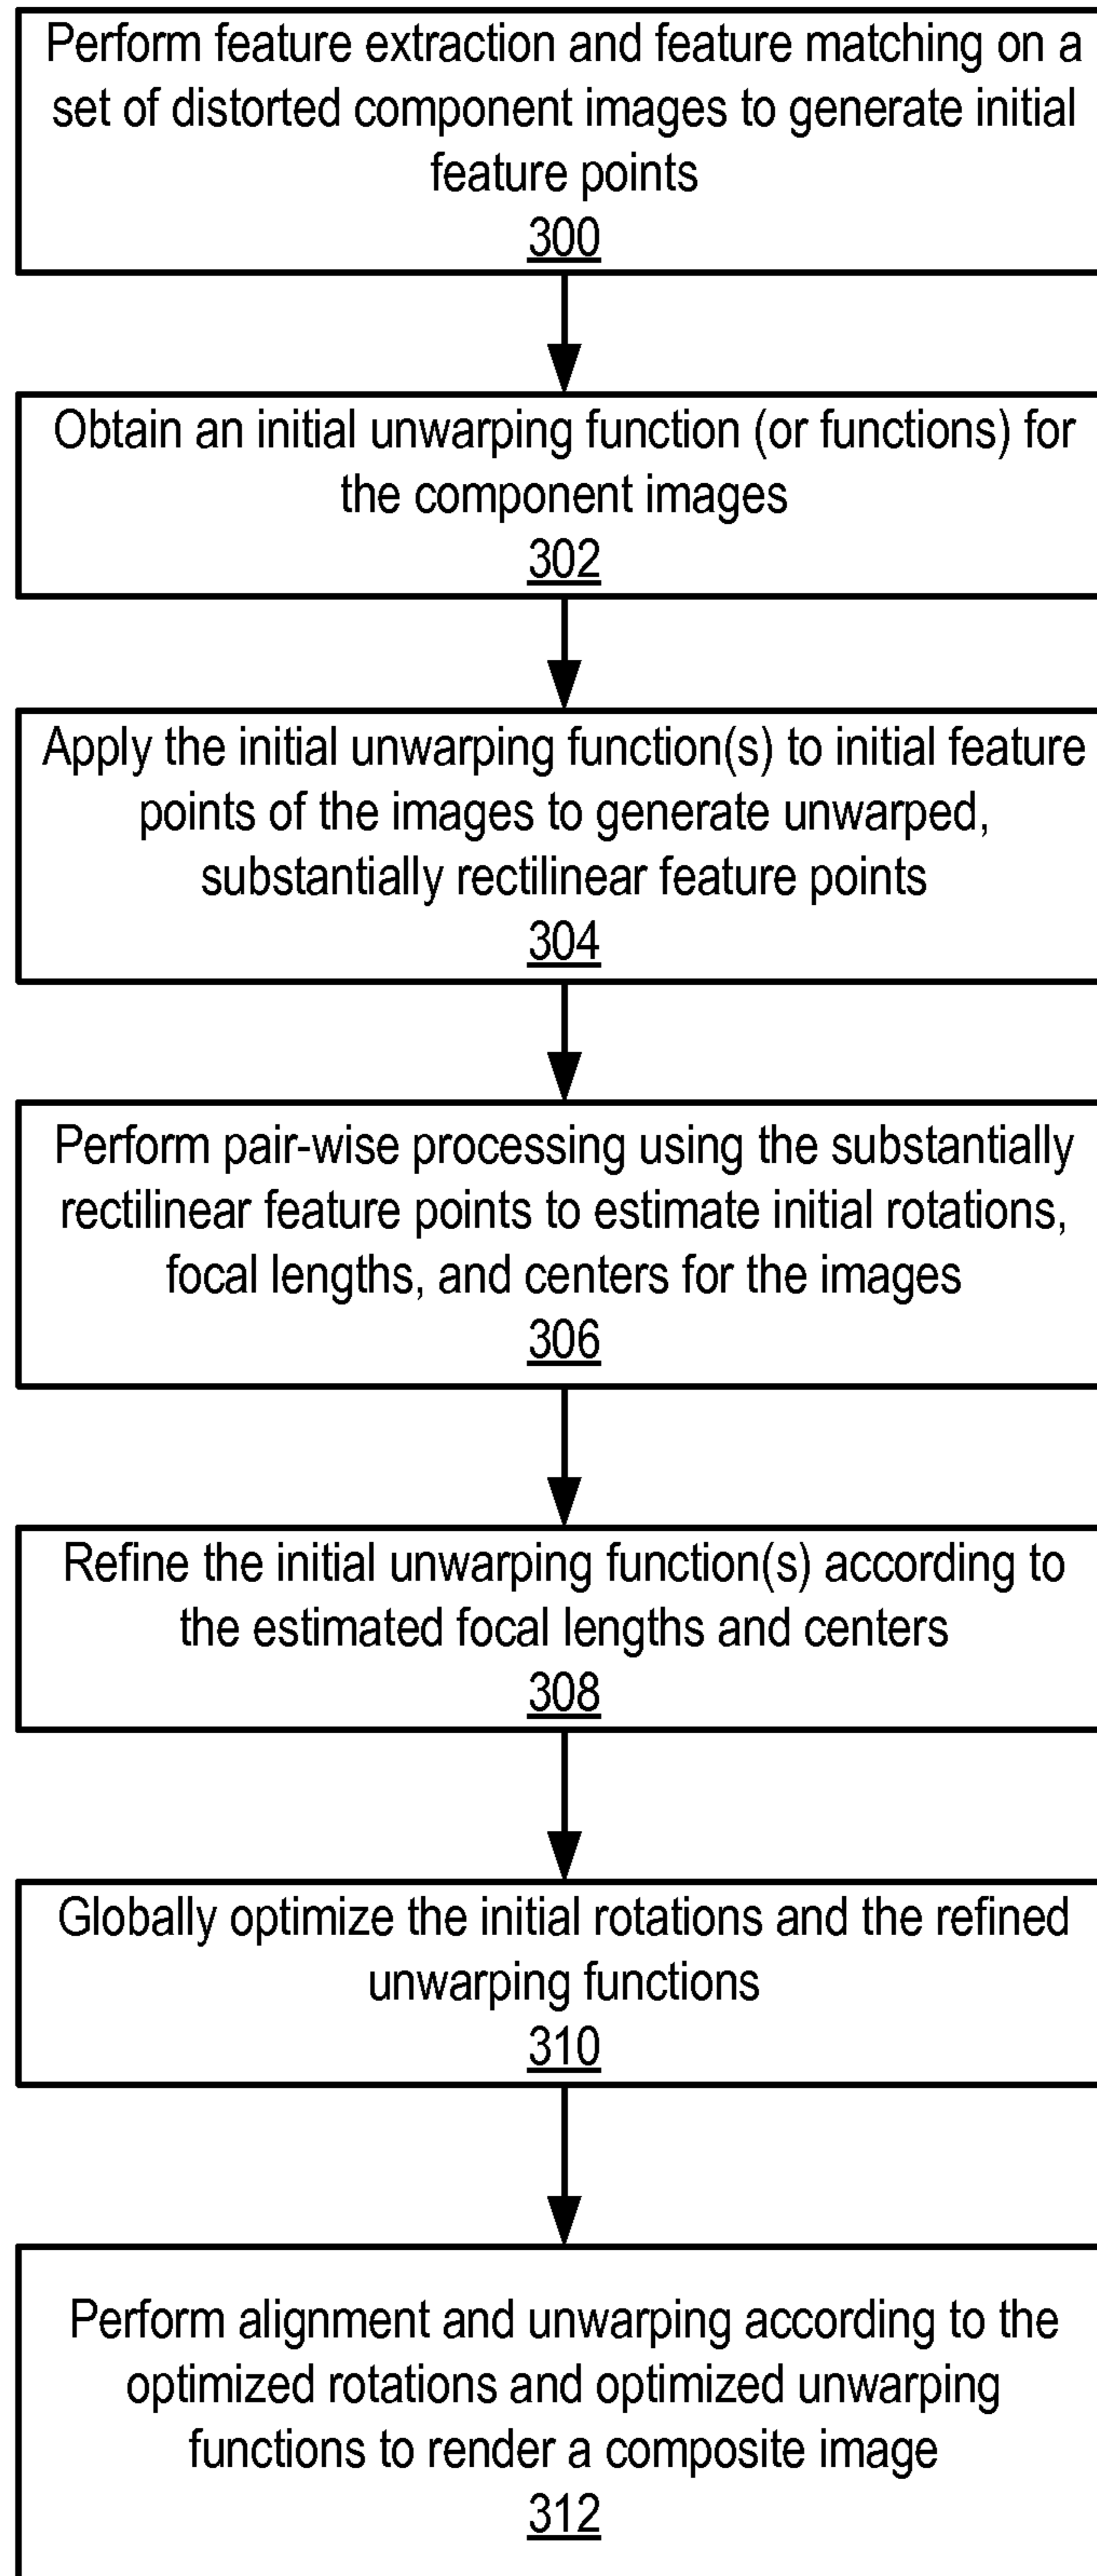 Perform feature extraction and feature matching on a
set of distorted component images to generate initial
feature points
300
Obtain an initial unwarping function (or functions) for
the component images
302
Apply the initial unwarping function(s) to initial feature
points of the images to generate unwarped,
substantially rectilinear feature points
304
Perform pair-wise processing using the substantially
rectilinear feature points to estimate initial rotations,
focal lengths, and centers for the images
306
Refine the initial unwarping function(s) according to
the estimated focal lengths and centers
308
Globally optimize the initial rotations and the refined
unwarping functions
310
Perform alignment and unwarping according to the
optimized rotations and optimized unwarping
functions to render a composite image
312